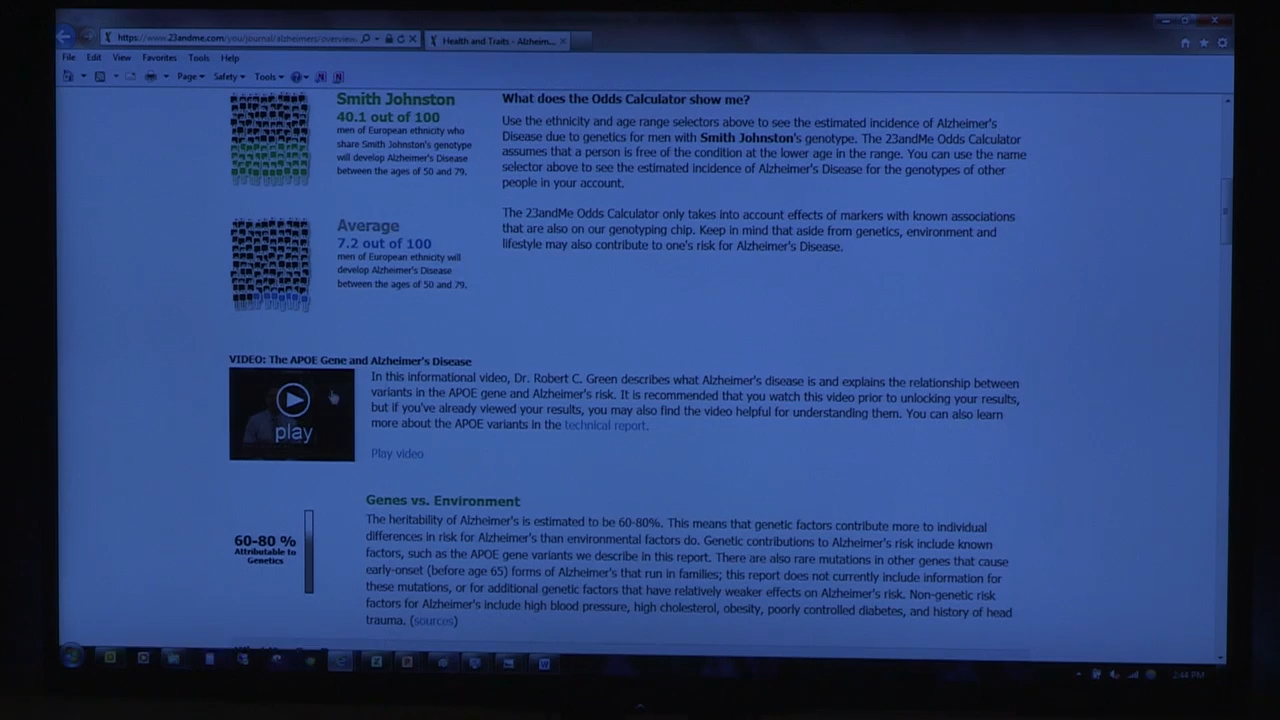 https://www.23andme.com/you/journal/alzheimers/overview
Health and Traits - Alzheim...
File Edit View Favorites Tools Help
Page Safety Tools
Smith Johnston
40.1 out of 100
men of European ethnicity who
share Smith Johnston's genotype
will develop Alzheimer's Disease
between the ages of 50 and 79.
What does the Odds Calculator show me?
Use the ethnicity and age range selectors above to see the estimated incidence of Alzheimer's
Disease due to genetics for men with Smith Johnston's genotype. The 23andMe Odds Calculator
assumes that a person is free of the condition at the lower age in the range. You can use the name
selector above to see the estimated incidence of Alzheimer's Disease for the genotypes of other
people in your account.
The 23andMe Odds Calculator only takes into account effects of markers with known associations
that are also on our genotyping chip. Keep in mind that aside from genetics, environment and
lifestyle may also contribute to one's risk for Alzheimer's Disease.
Average
7.2 out of 100
men of European ethnicity will
develop Alzheimer's Disease
between the ages of 50 and 79.
VIDEO: The APOE Gene and Alzheimer's Disease
play
In this informational video, Dr. Robert C. Green describes what Alzheimer's disease is and explains the relationship between
variants in the APOE gene and Alzheimer's risk. It is recommended that you watch this video prior to unlocking your results,
but if you've already viewed your results, you may also find the video helpful for understanding them. You can also learn
more about the APOE variants in the technical report.
Play video
Genes vs. Environment
60-80 %
Attributable to
Genetics
The heritability of Alzheimer's is estimated to be 60-80%. This means that genetic factors contribute more to individual
differences in risk for Alzheimer's than environmental factors do. Genetic contributions to Alzheimer's risk include known
factors, such as the APOE gene variants we describe in this report. There are also rare mutations in other genes that cause
early-onset (before age 65) forms of Alzheimer's that run in families; this report does not currently include information for
these mutations, or for additional genetic factors that have relatively weaker effects on Alzheimer's risk. Non-genetic risk
factors for Alzheimer's include high blood pressure, high cholesterol, obesity, poorly controlled diabetes, and history of head
trauma. (sources)
2:44 PM